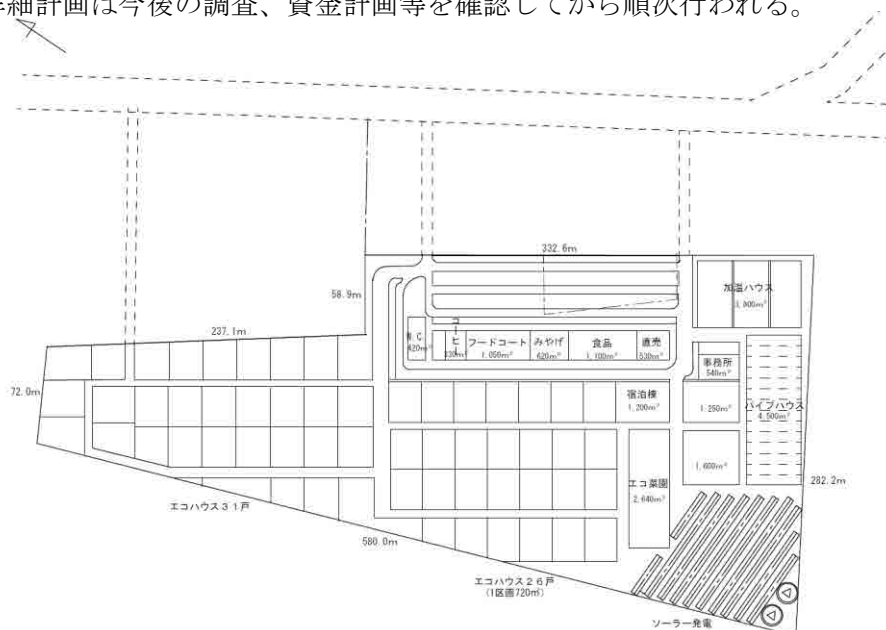 詳細計画は今後の調査、資金計画等を確認してから順次行われる。
332.6m
58.9m
加温ハウス
3,000m²
237.1m
W.C
420m²
コーヒー
330m²
フードコート
1,050m²
みやげ
620m²
食品
1,100m²
直売
530m²
事務所
540m²
72.0m
宿泊棟
1,200m²
1,250m²
パイプハウス
4,500m²
1,600m²
エコ菜園
2,640m²
282.2m
エコハウス31戸
580.0m
エコハウス26戸
(1区画720㎡)
ソーラー発電